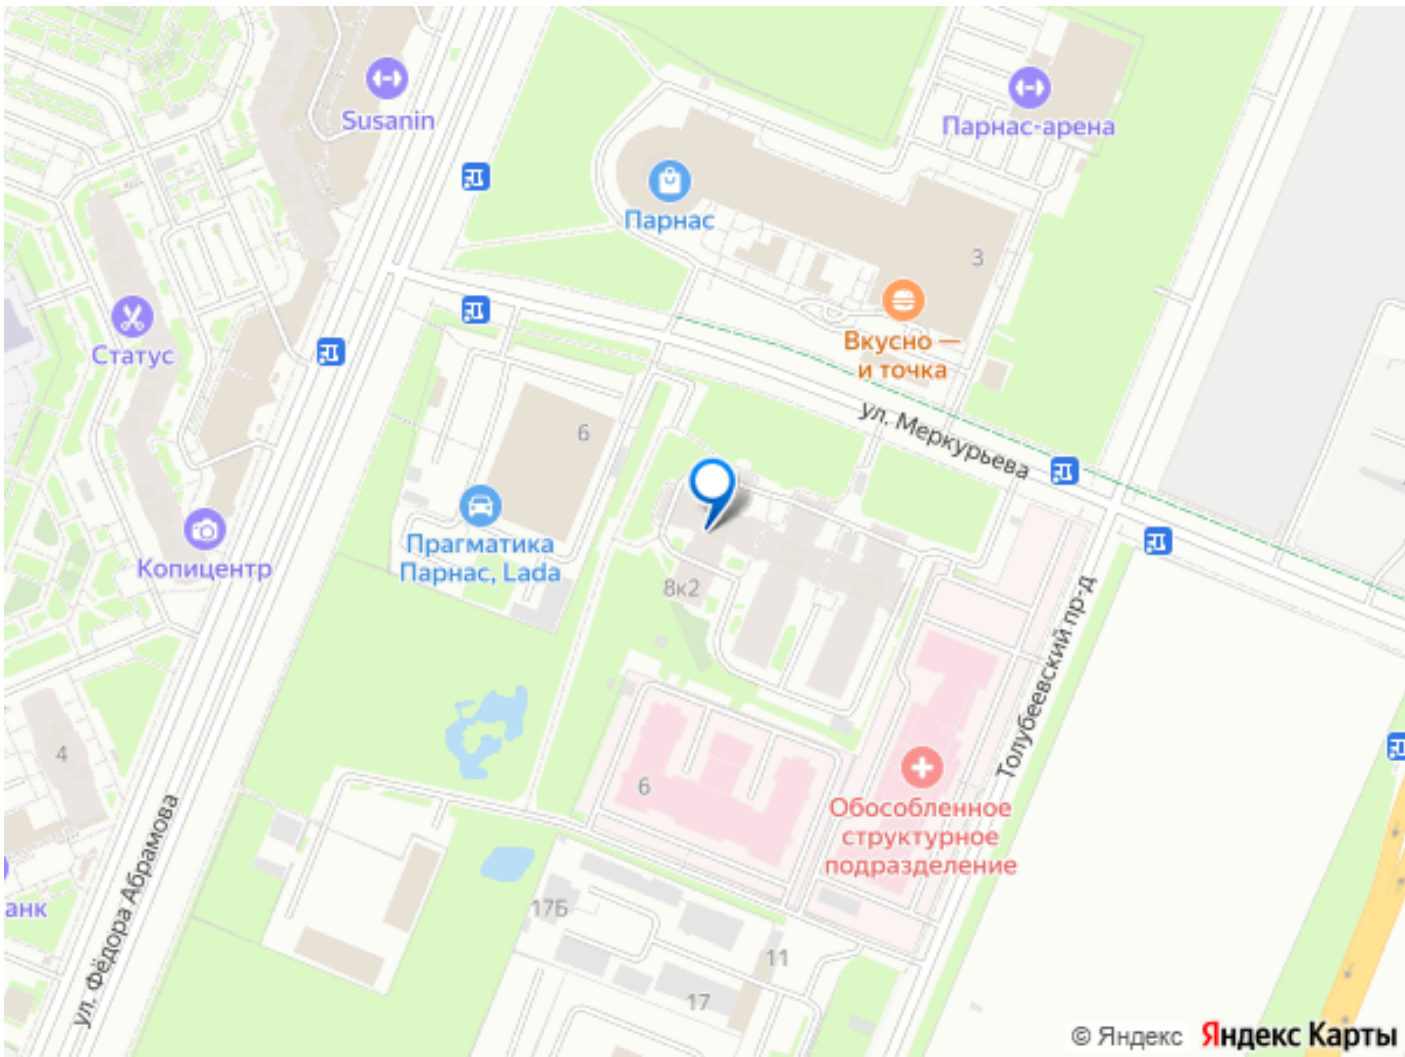 Susanin
Парнас-арена
Парнас
3
Статус
Вкусно —
и точка
ул. Меркурьева
6
Прагматика
Парнас, Lada
Копицентр
8к2
Толубеевский пр-д
4
6
Обособленное
структурное
подразделение
ул. Фёдора Абрамова
анк
17Б
11
17
© Яндекс Яндекс Карты